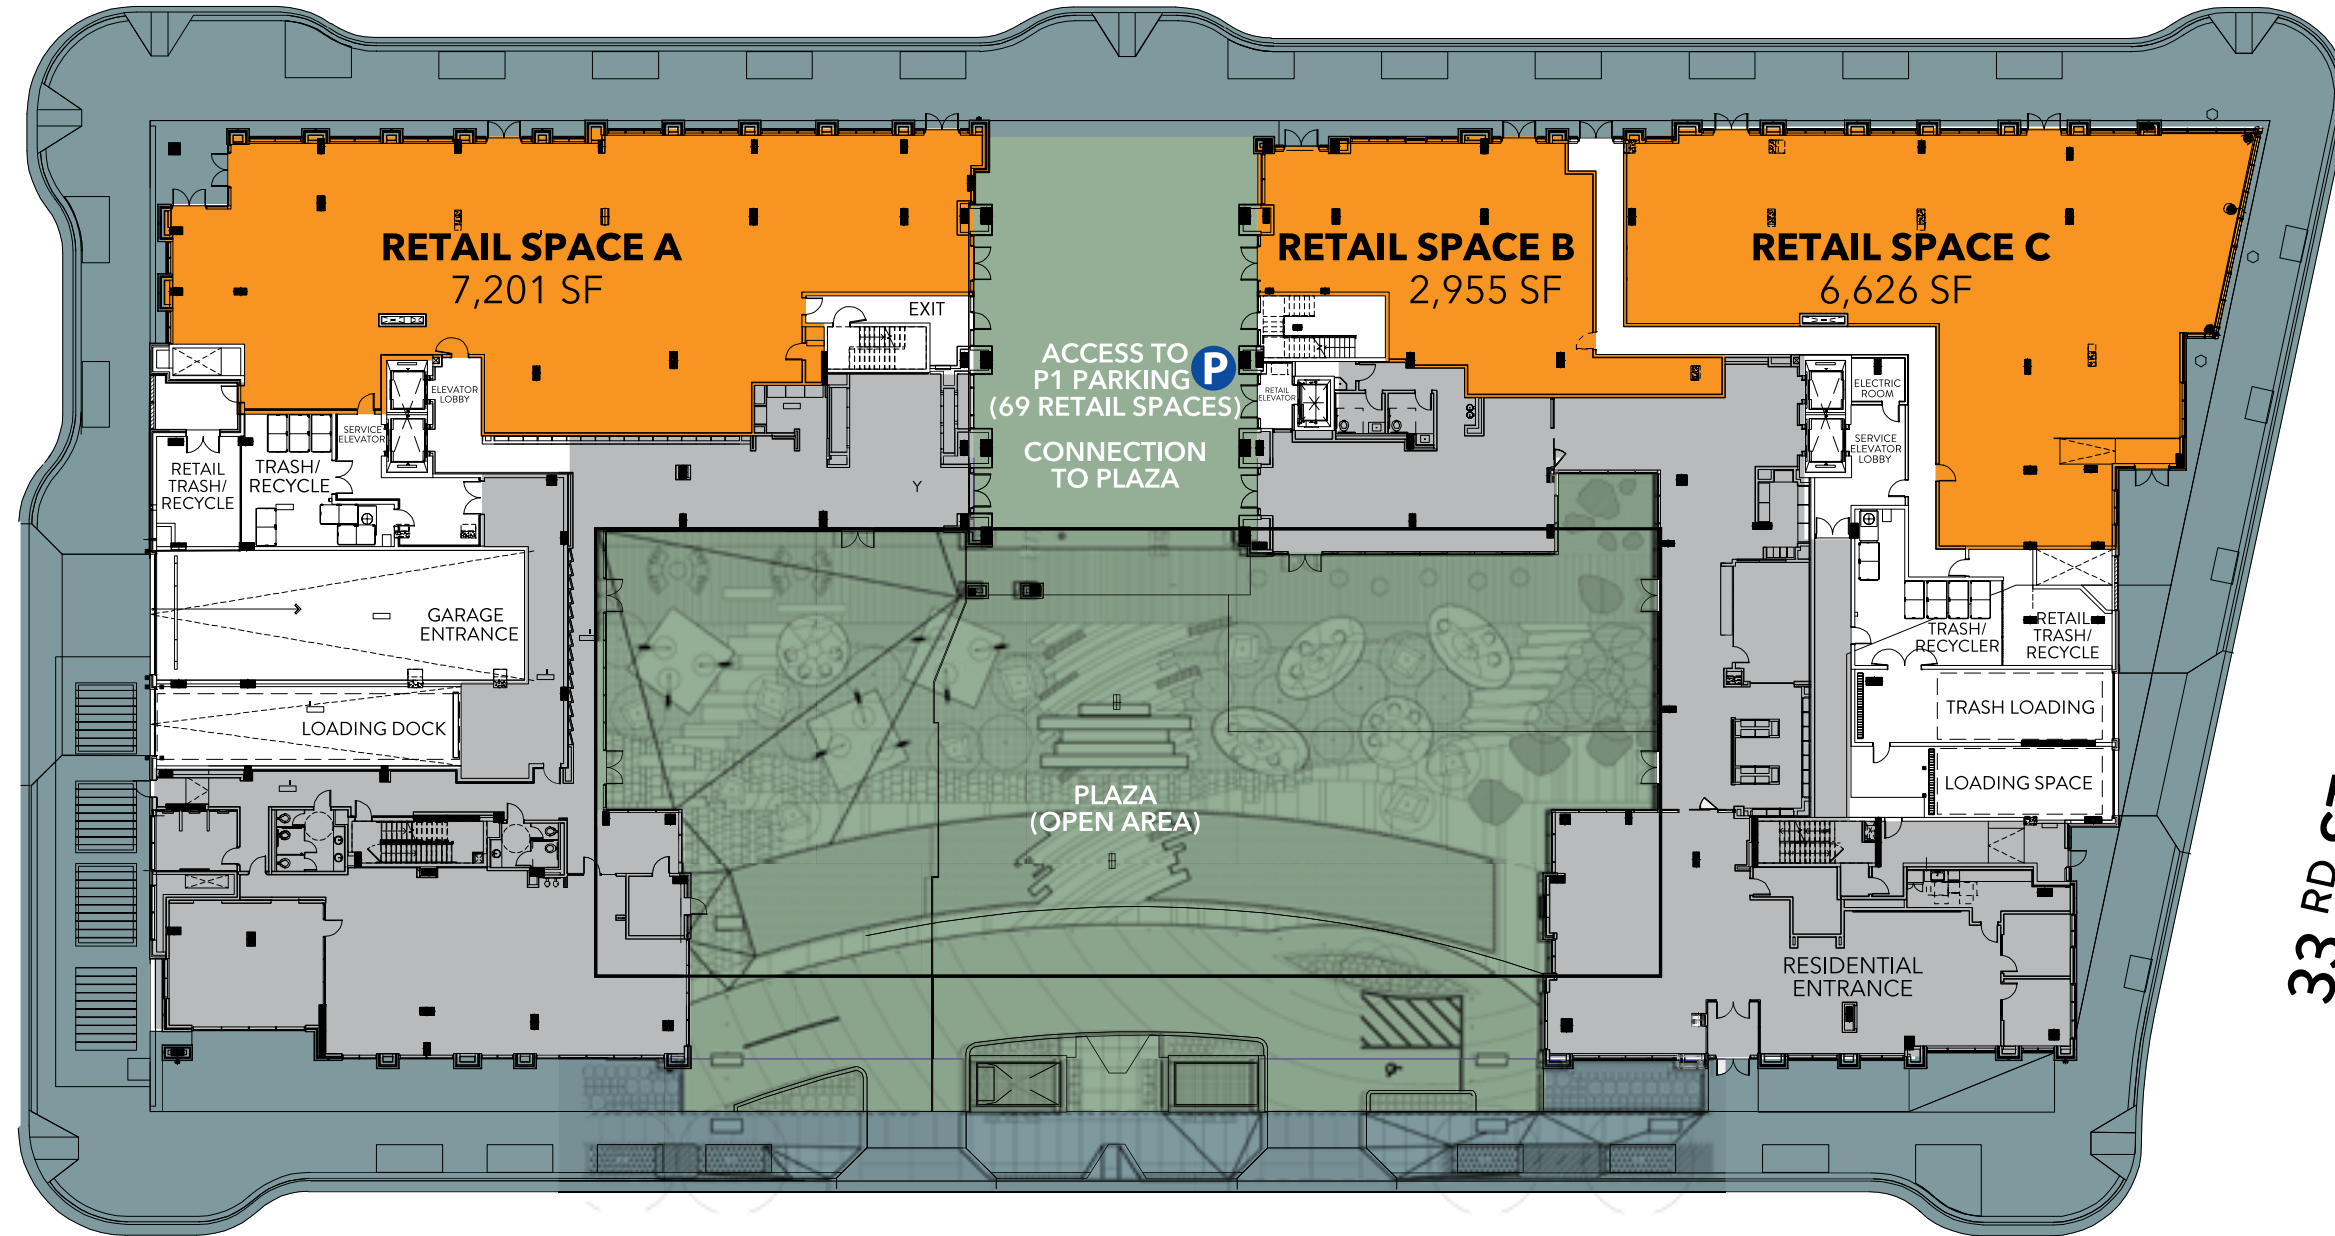 RETAIL SPACE A
7,201 SF
RETAIL SPACE B
2,955 SF
RETAIL SPACE C
6,626 SF
EXIT
ACCESS TO
P1 PARKING
(69 RETAIL SPACES)
P
CONNECTION
TO PLAZA
ELEVATOR
LOBBY
SERVICE
ELEVATOR
RETAIL
TRASH/
RECYCLE
TRASH/
RECYCLE
Y
RETAIL
ELEVATOR
ELECTRIC
ROOM
SERVICE
ELEVATOR
LOBBY
GARAGE
ENTRANCE
LOADING DOCK
TRASH/
RECYCLER
RETAIL
TRASH/
RECYCLE
TRASH LOADING
LOADING SPACE
PLAZA
(OPEN AREA)
RESIDENTIAL
ENTRANCE
33 RD ST